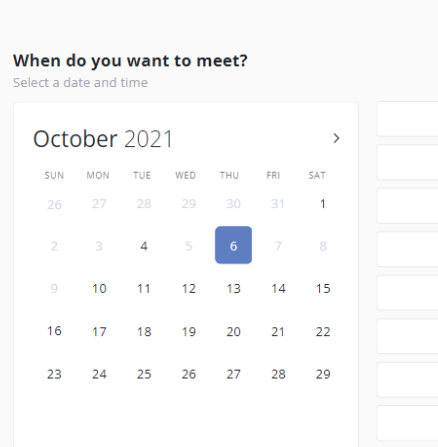 When do you want to meet?
Select a date and time
October 2021 >
SUN MON TUE WED THU FRI SAT
26 27 28 29 30 31 1
2 3 4 5 6 7 8
9 10 11 12 13 14 15
16 17 18 19 20 21 22
23 24 25 26 27 28 29